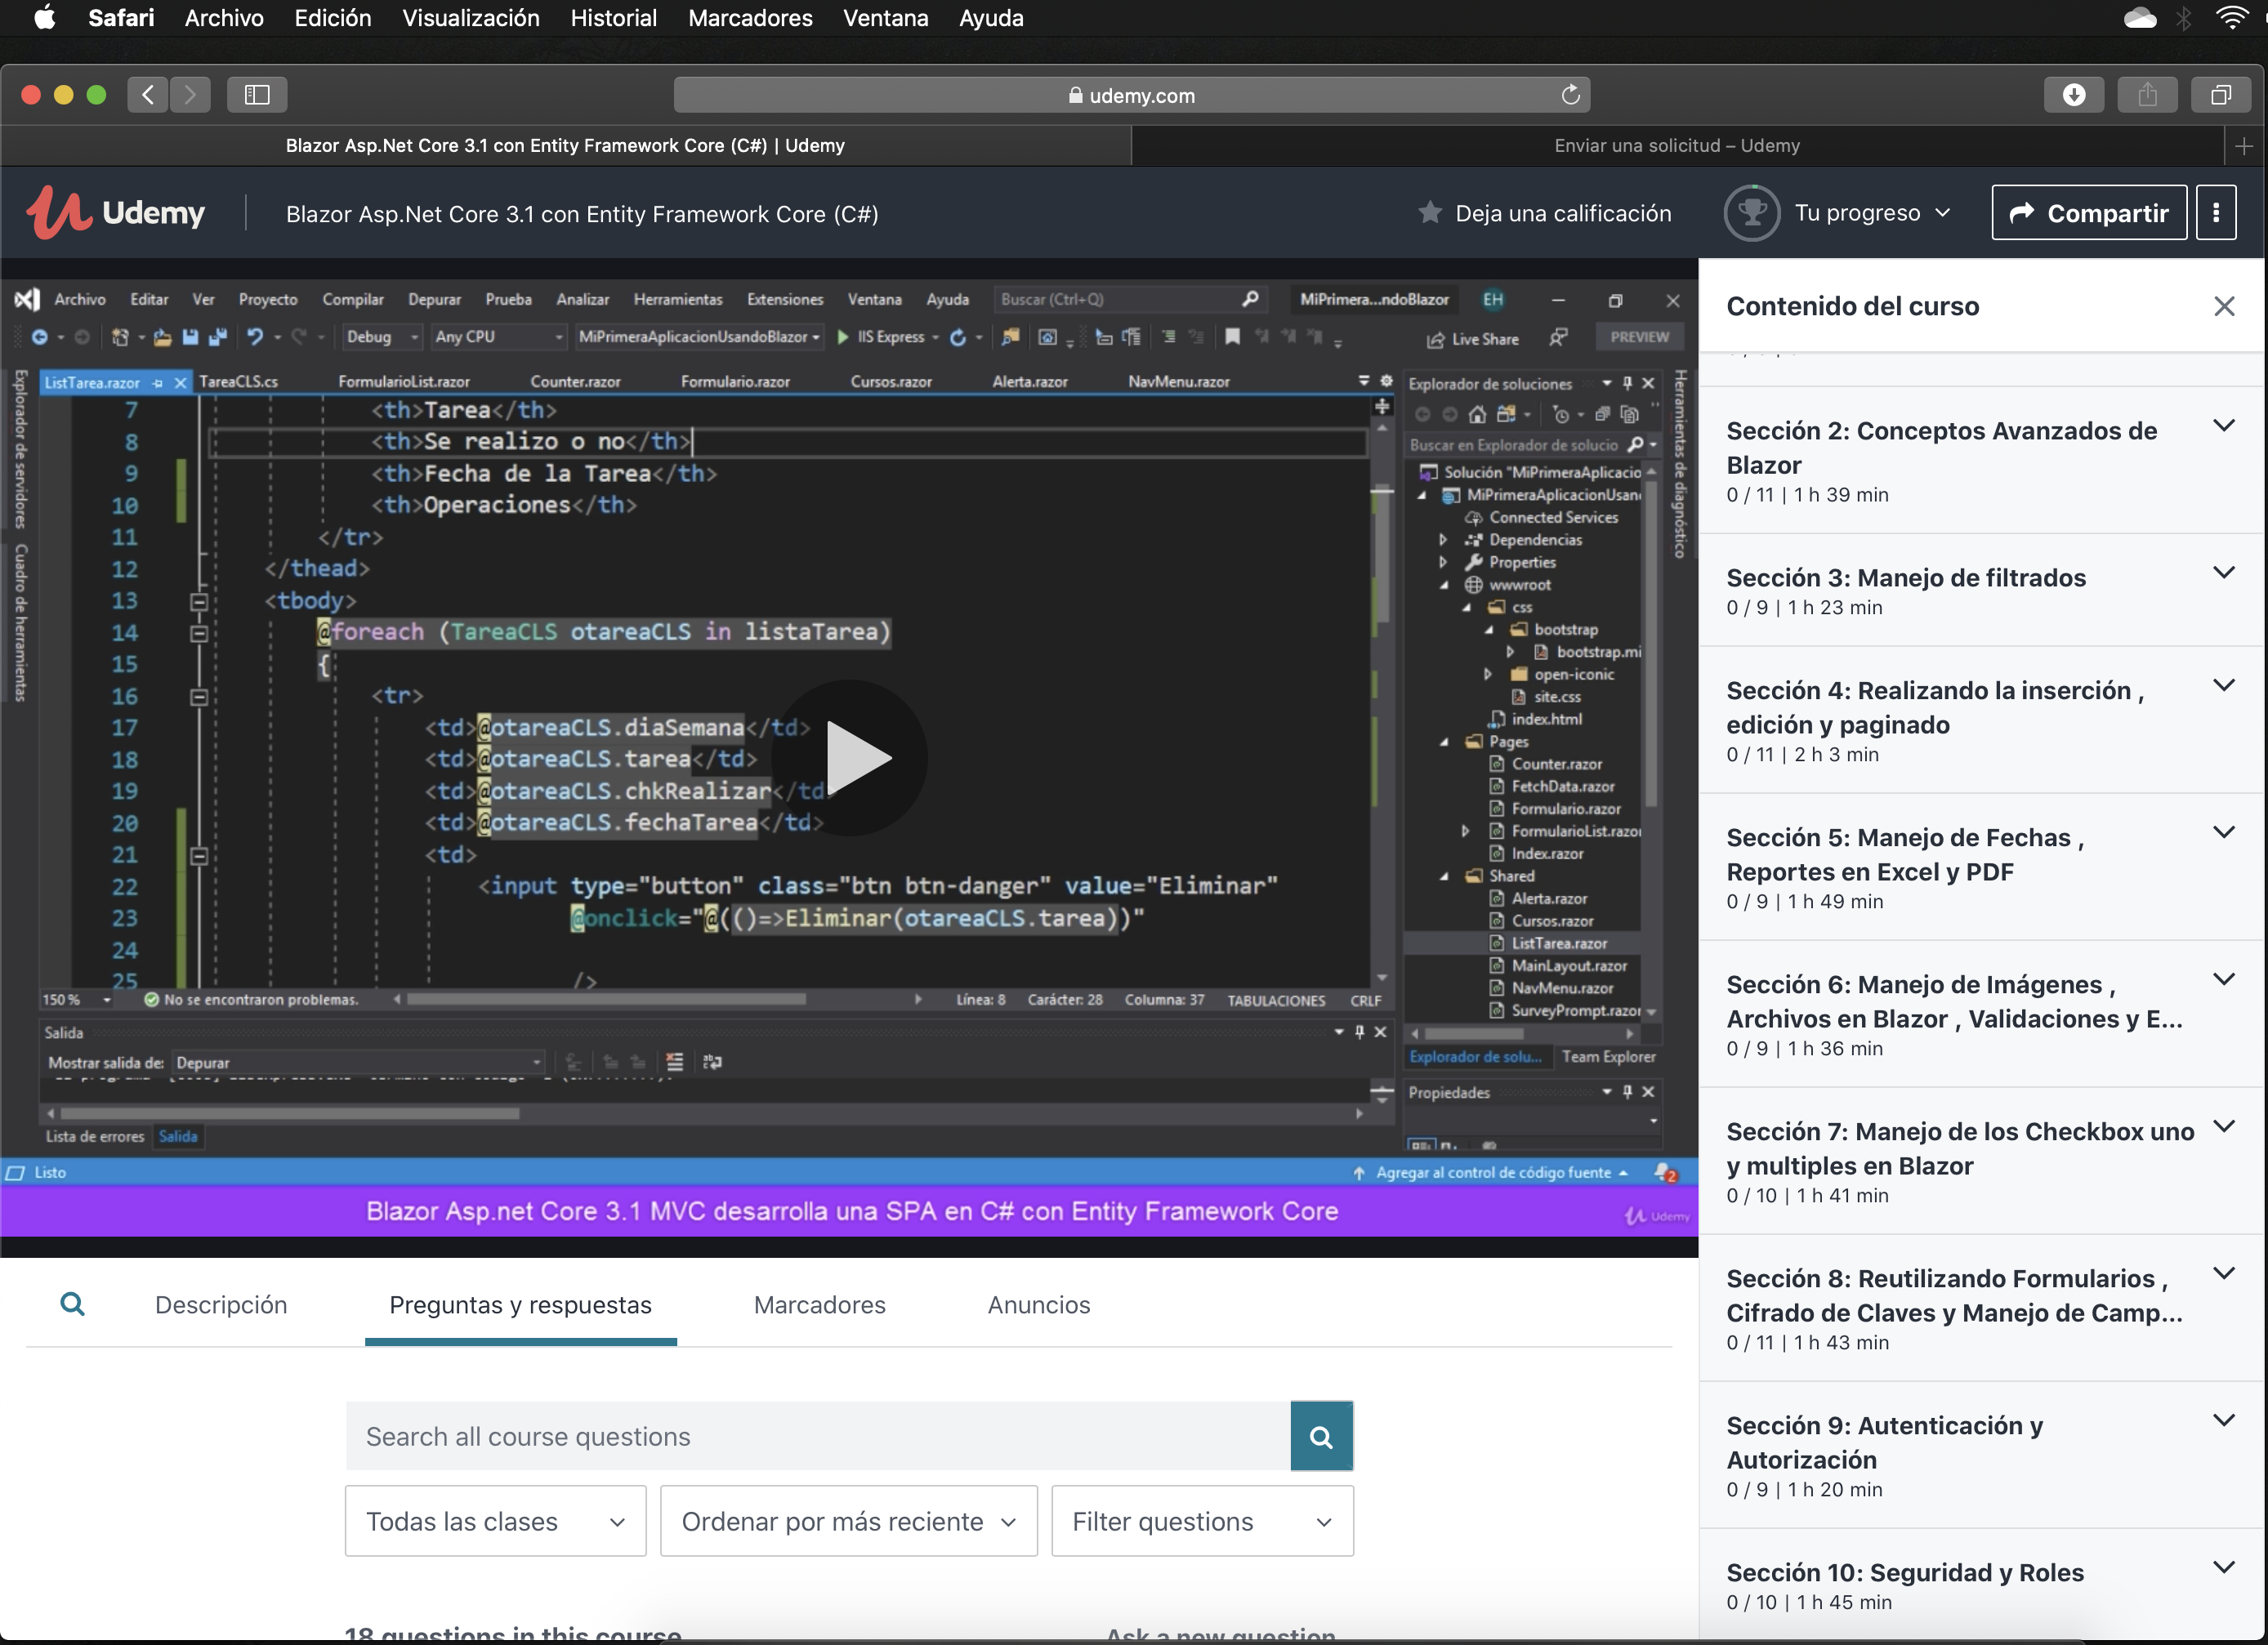 Safari Archivo Edición Visualización Historial Marcadores Ventana Ayuda
udemy.com
Blazor Asp.Net Core 3.1 con Entity Framework Core (C#) | Udemy
Enviar una solicitud – Udemy
Udemy
Blazor Asp.Net Core 3.1 con Entity Framework Core (C#)
Deja una calificación
Tu progreso
Compartir
Archivo Editar Ver Proyecto Compilar Depurar Prueba Analizar Herramientas Extensiones Ventana Ayuda
Buscar (Ctrl+Q)
MiPrimera...ndoBlazor
EH
Debug Any CPU MiPrimeraAplicacionUsandoBlazor IIS Express
Live Share
PREVIEW
Explorador de servidores
Cuadro de herramientas
ListTarea.razor TareaCLS.cs FormularioList.razor Counter.razor Formulario.razor Cursos.razor Alerta.razor NavMenu.razor
7 <th>Tarea</th>
8 <th>Se realizo o no</th>
9 <th>Fecha de la Tarea</th>
10 <th>Operaciones</th>
11 </tr>
12 </thead>
13 <tbody>
14 @foreach (TareaCLS otareaCLS in listaTarea)
15 {
16 <tr>
17 <td>@otareaCLS.diaSemana</td>
18 <td>@otareaCLS.tarea</td>
19 <td>@otareaCLS.chkRealizar</td>
20 <td>@otareaCLS.fechaTarea</td>
21 <td>
22 <input type="button" class="btn btn-danger" value="Eliminar"
23 @onclick="@(()=>Eliminar(otareaCLS.tarea))"
24
25 />
150 % No se encontraron problemas.
Línea: 8 Carácter: 28 Columna: 37 TABULACIONES CRLF
Salida
Mostrar salida de: Depurar
Lista de errores Salida
Listo
Agregar al control de código fuente
2
Explorador de soluciones
Buscar en Explorador de solucio
Solución "MiPrimeraAplicacio
MiPrimeraAplicacionUsan
Connected Services
Dependencias
Properties
wwwroot
css
bootstrap
bootstrap.mi
open-iconic
site.css
index.html
Pages
Counter.razor
FetchData.razor
Formulario.razor
FormularioList.razor
Index.razor
Shared
Alerta.razor
Cursos.razor
ListTarea.razor
MainLayout.razor
NavMenu.razor
SurveyPrompt.razor
Explorador de solu... Team Explorer
Propiedades
Herramientas de diagnóstico
Blazor Asp.net Core 3.1 MVC desarrolla una SPA en C# con Entity Framework Core
Udemy
Descripción
Preguntas y respuestas
Marcadores
Anuncios
Search all course questions
Todas las clases
Ordenar por más reciente
Filter questions
18 questions in this course
Ask a new question
Contenido del curso
Sección 2: Conceptos Avanzados de
Blazor
0 / 11 | 1 h 39 min
Sección 3: Manejo de filtrados
0 / 9 | 1 h 23 min
Sección 4: Realizando la inserción ,
edición y paginado
0 / 11 | 2 h 3 min
Sección 5: Manejo de Fechas ,
Reportes en Excel y PDF
0 / 9 | 1 h 49 min
Sección 6: Manejo de Imágenes ,
Archivos en Blazor , Validaciones y E...
0 / 9 | 1 h 36 min
Sección 7: Manejo de los Checkbox uno
y multiples en Blazor
0 / 10 | 1 h 41 min
Sección 8: Reutilizando Formularios ,
Cifrado de Claves y Manejo de Camp...
0 / 11 | 1 h 43 min
Sección 9: Autenticación y
Autorización
0 / 9 | 1 h 20 min
Sección 10: Seguridad y Roles
0 / 10 | 1 h 45 min